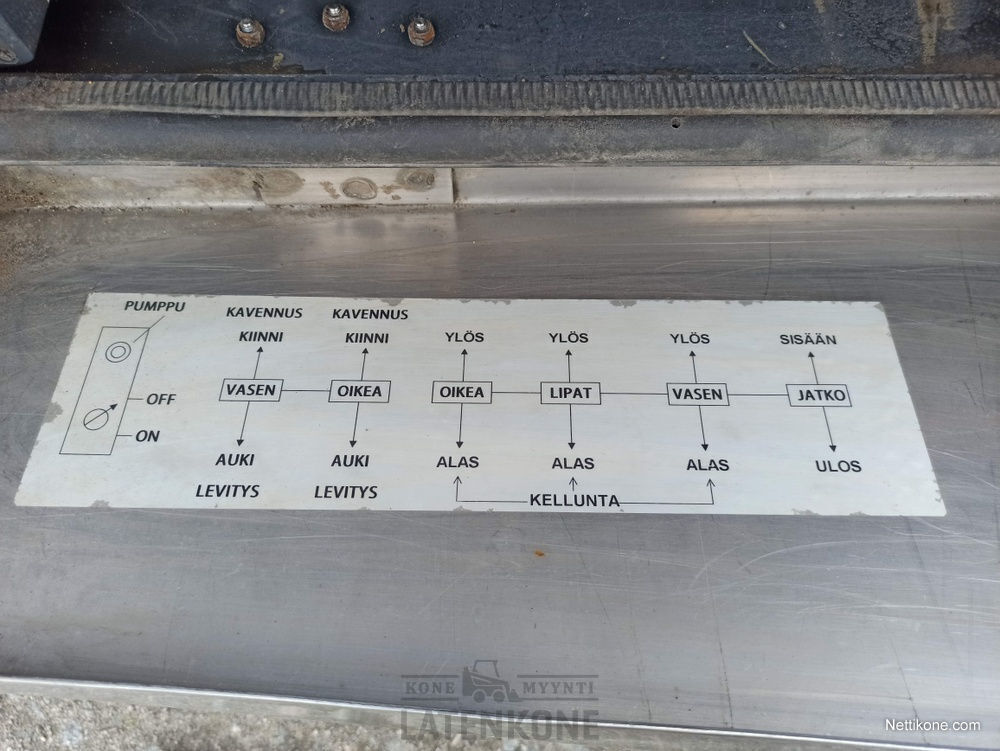 PUMPPU
KAVENNUS KAVENNUS
KIINNI KIINNI YLÖS YLÖS YLÖS SISÄÄN
VASEN OIKEA OIKEA LIPAT VASEN JATKO
OFF
ON
AUKI AUKI ALAS ALAS ALAS ULOS
LEVITYS LEVITYS
KELLUNTA
KONE MYYNTI
LATENKONE
Nettikone.com